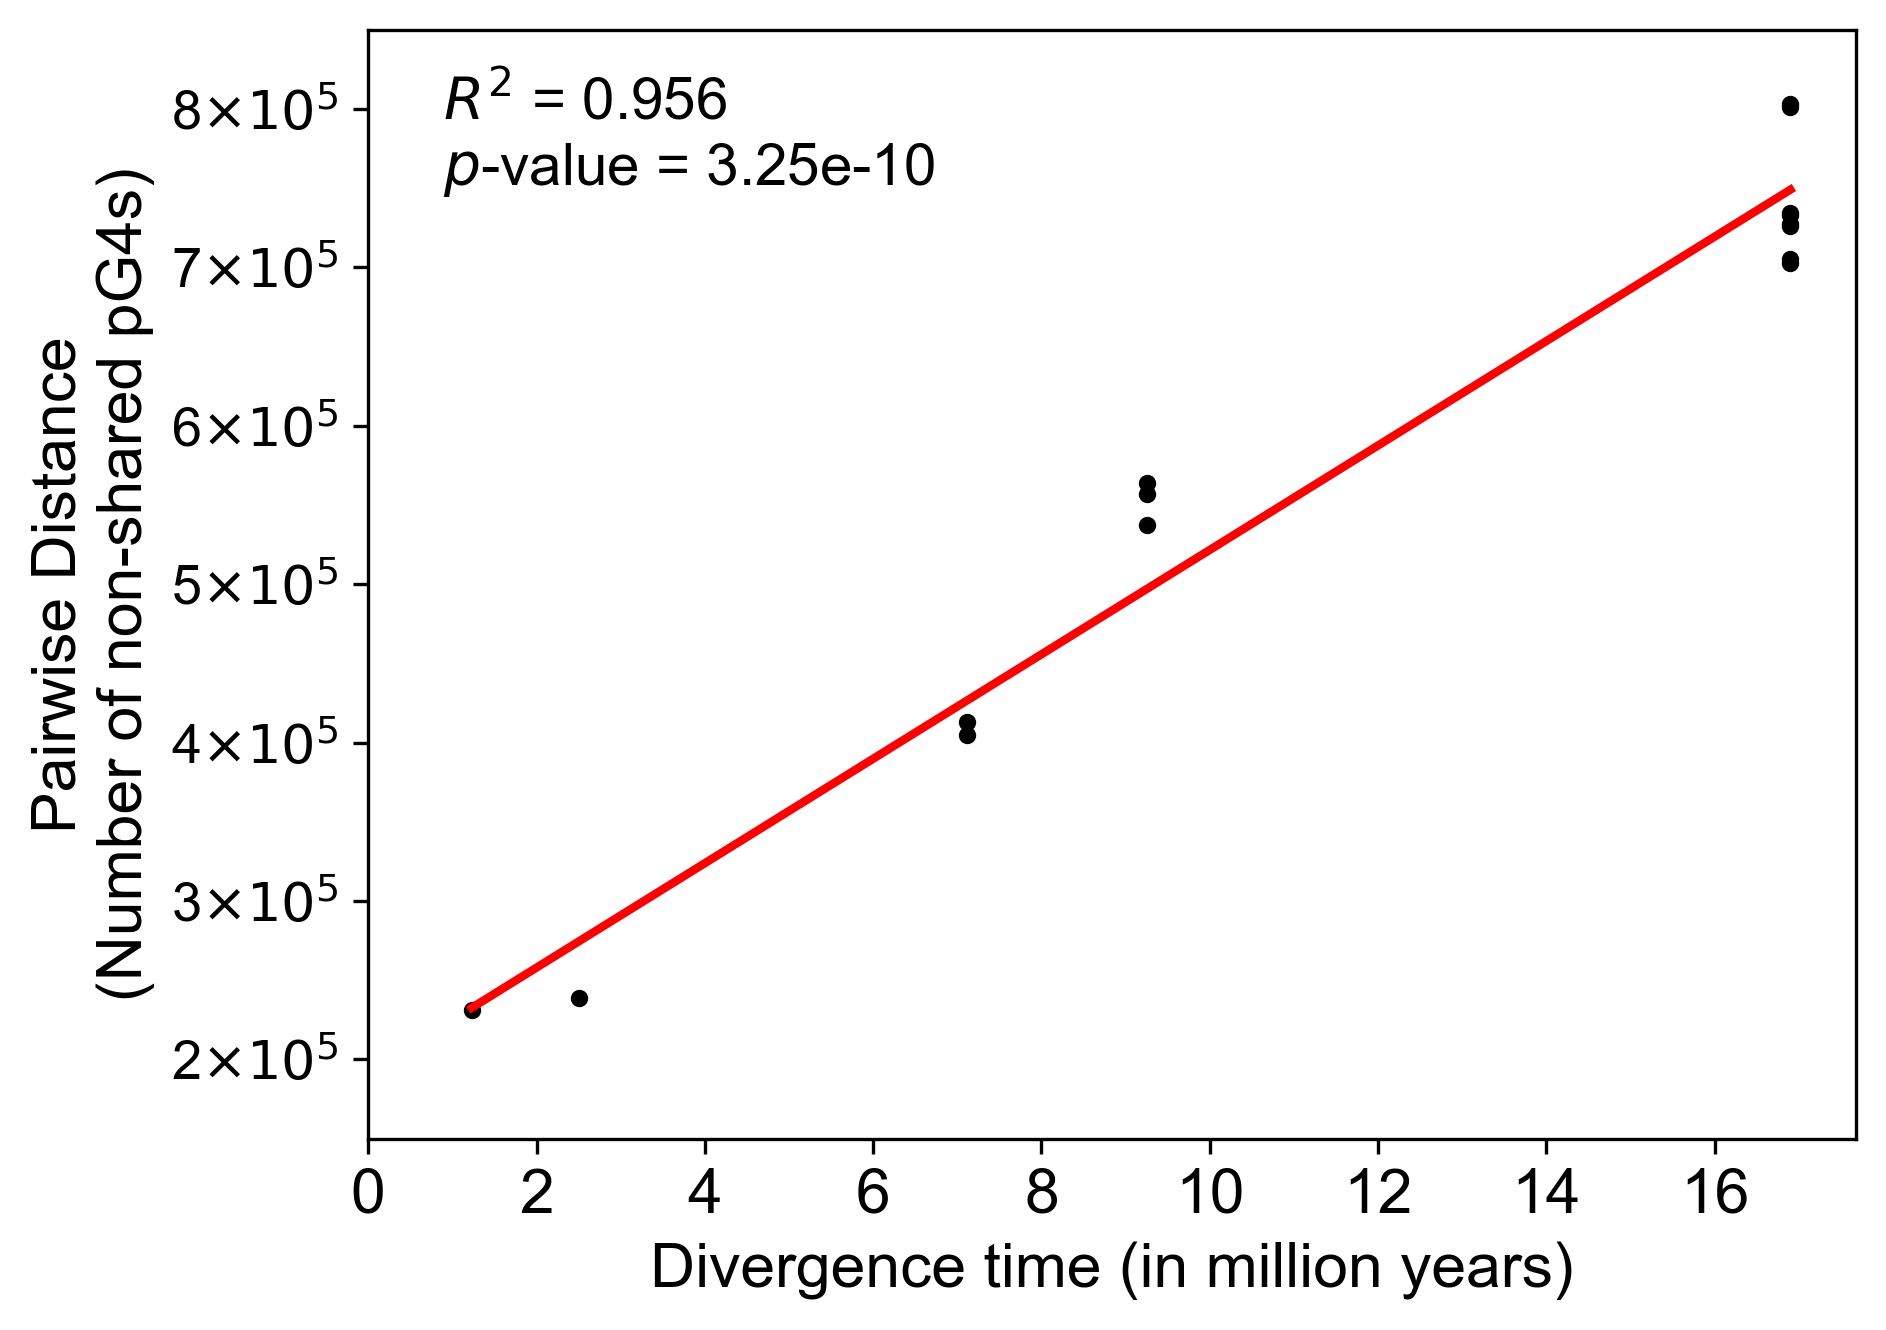 R² = 0.956
p-value = 3.25e-10
8×10⁵
7×10⁵
6×10⁵
5×10⁵
4×10⁵
3×10⁵
2×10⁵
Pairwise Distance
(Number of non-shared pG4s)
0 2 4 6 8 10 12 14 16
Divergence time (in million years)